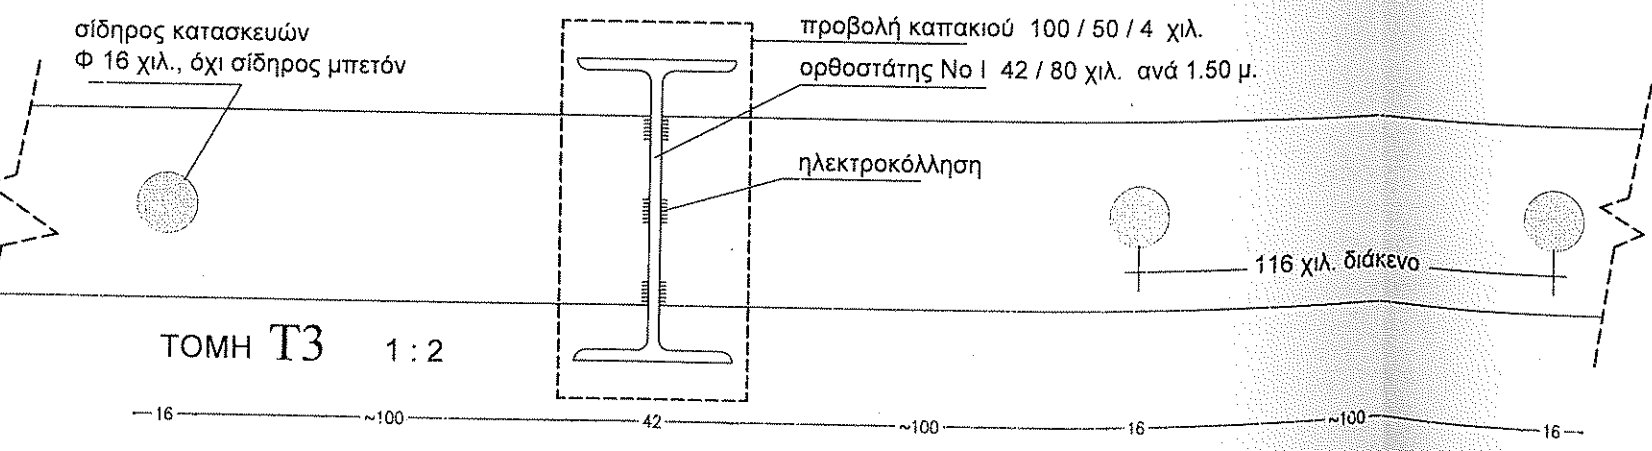 σίδηρος κατασκευών
Φ 16 χιλ., όχι σίδηρος μπετόν
προβολή καπακιού 100 / 50 / 4 χιλ.
ορθοστάτης Νο Ι 42 / 80 χιλ. ανά 1.50 μ.
ηλεκτροκόλληση
116 χιλ. διάκενο
ΤΟΜΗ Τ3 1 : 2
16 ~100 42 ~100 16 ~100 16